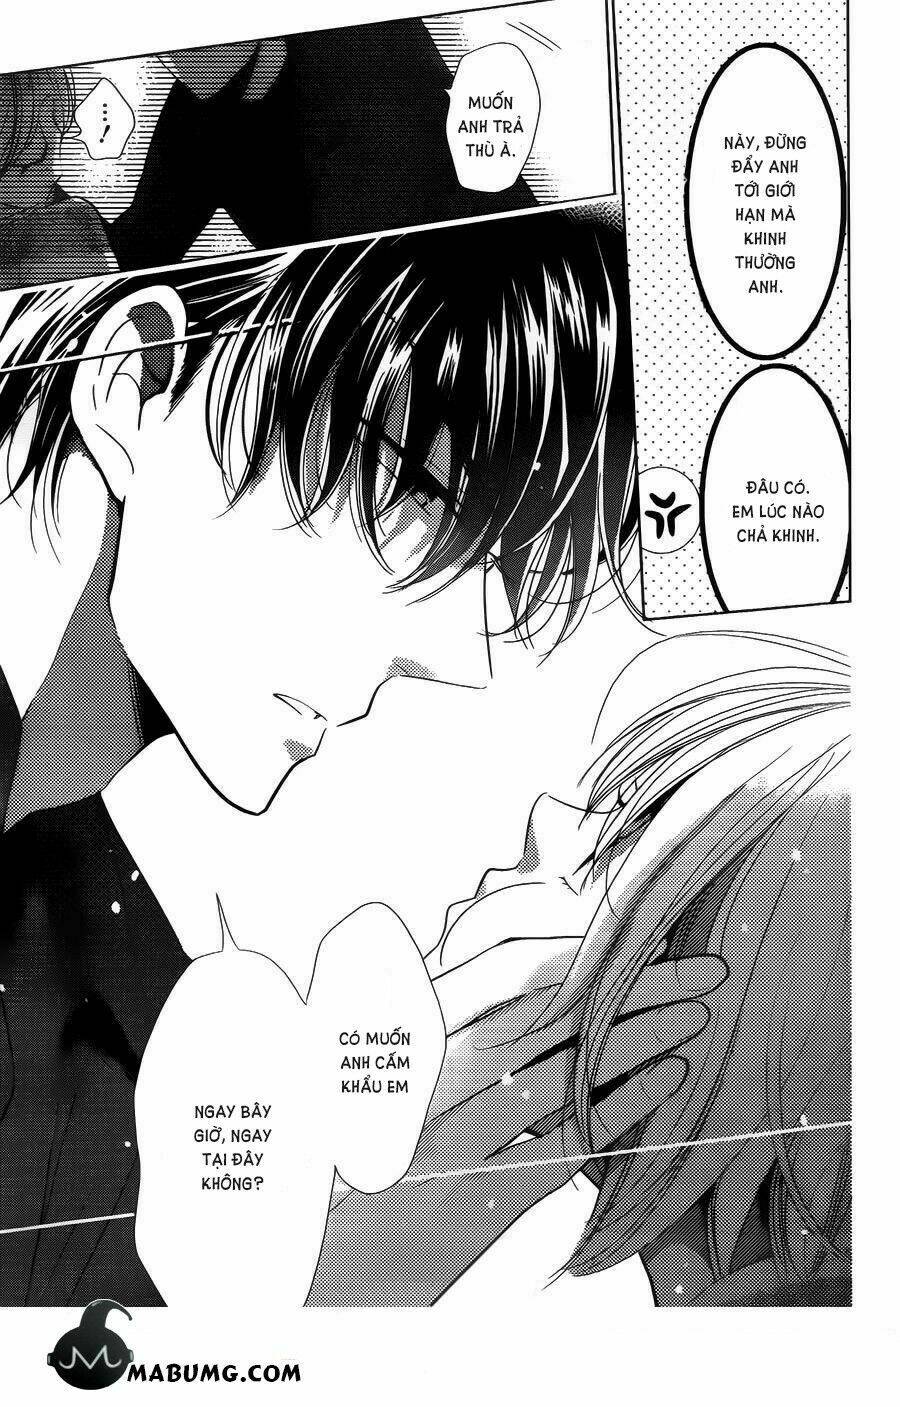 NÀY, ĐỪNG
ĐẨY ANH
TỚI GIỚI
HẠN MÀ
KHINH
THƯỜNG
ANH.
ĐÂU CÓ.
EM LÚC NÀO
CHẢ KHINH.
MUỐN
ANH TRẢ
THÙ À.
...!
CÓ MUỐN
ANH CẤM
KHẨU EM
NGAY BÂY
GIỜ, NGAY
TẠI ĐÂY
KHÔNG?
JM
MABUMG.COM